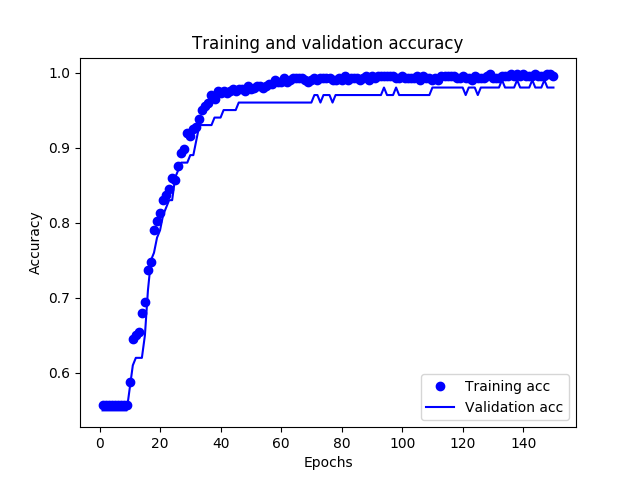 Training and validation accuracy
1.0
0.9
0.8
0.7
0.6
Accuracy
Training acc
Validation acc
0 20 40 60 80 100 120 140
Epochs